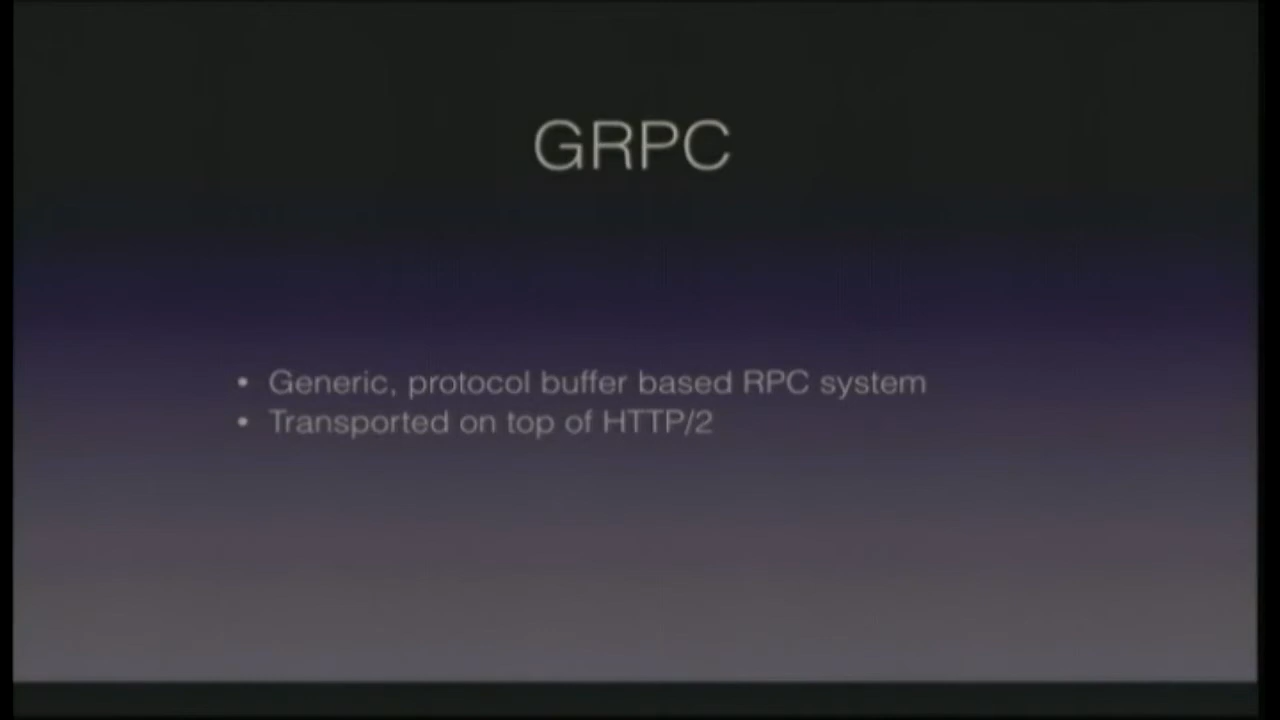 GRPC
• Generic, protocol buffer based RPC system
• Transported on top of HTTP/2